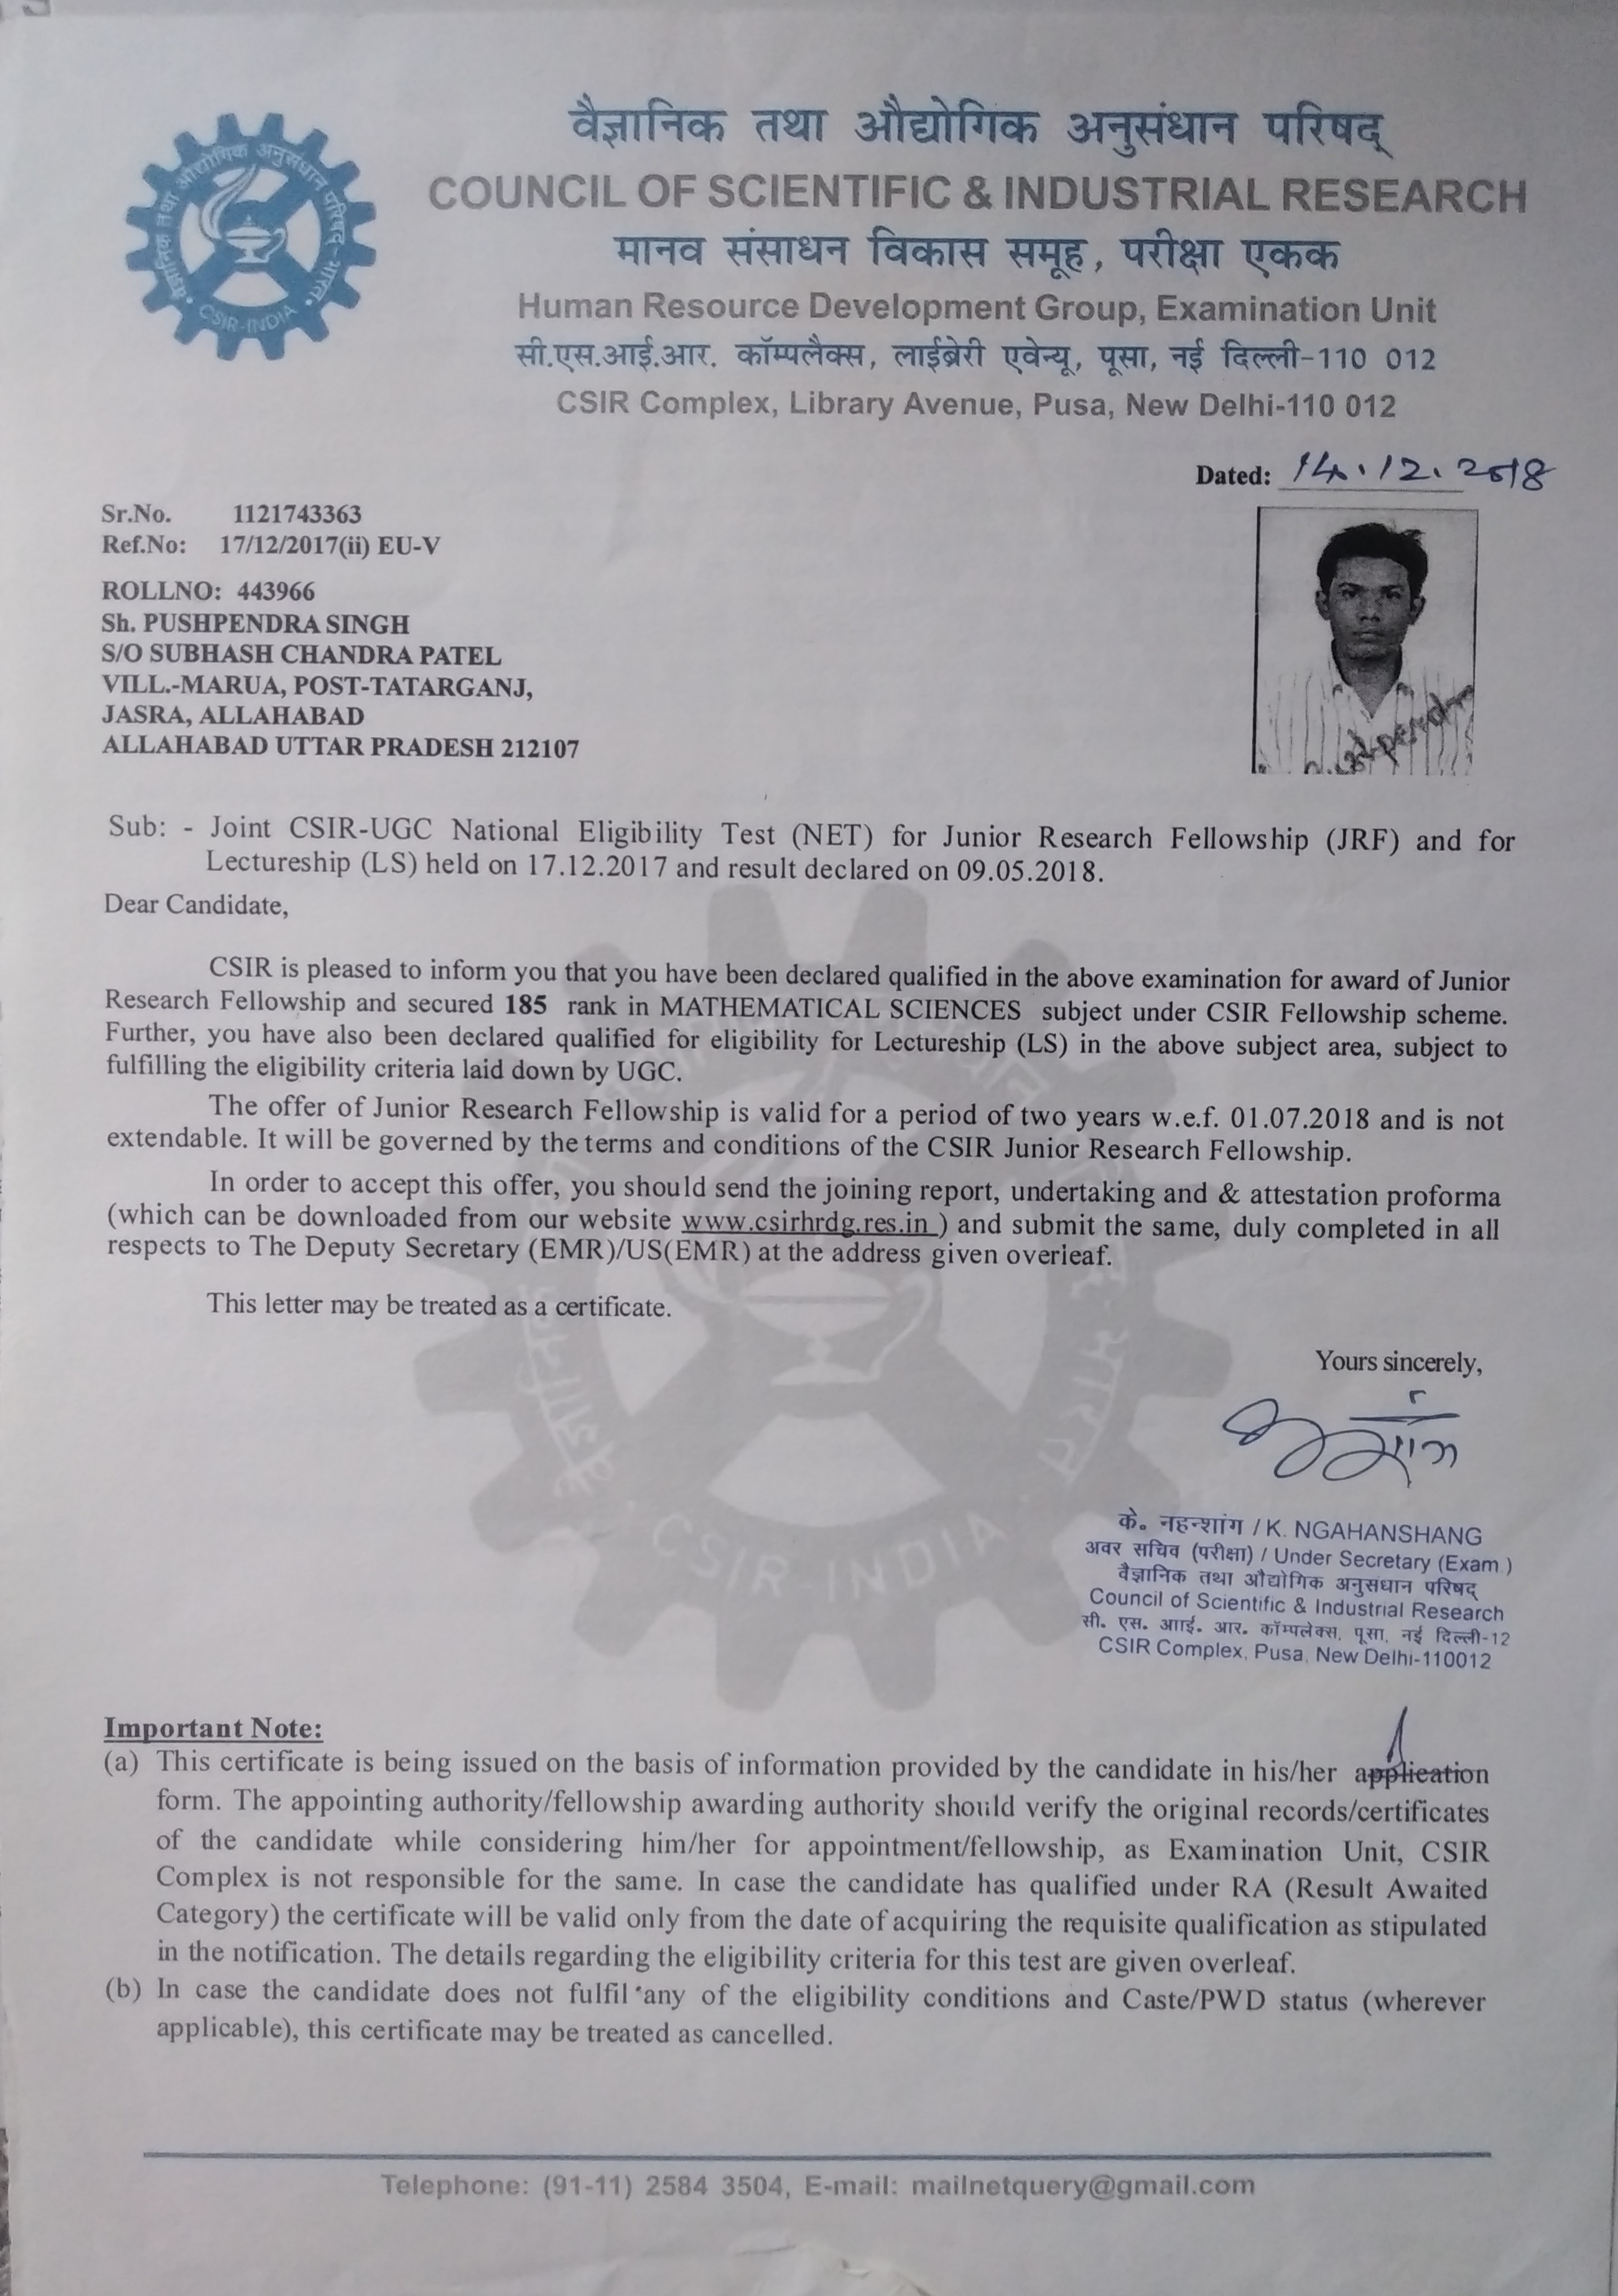 वैज्ञानिक तथा औद्योगिक अनुसंधान परिषद्
COUNCIL OF SCIENTIFIC & INDUSTRIAL RESEARCH
मानव संसाधन विकास समूह, परीक्षा एकक
Human Resource Development Group, Examination Unit
सी.एस.आई.आर. कॉम्पलैक्स, लाईब्रेरी एवेन्यू, पूसा, नई दिल्ली-110 012
CSIR Complex, Library Avenue, Pusa, New Delhi-110 012
वैज्ञानिक तथा औद्योगिक अनुसंधान परिषद्-भारत
CSIR-INDIA
Dated: 14.12.2018
Sr.No. 1121743363
Ref.No: 17/12/2017(ii) EU-V
ROLLNO: 443966
Sh. PUSHPENDRA SINGH
S/O SUBHASH CHANDRA PATEL
VILL.-MARUA, POST-TATARGANJ,
JASRA, ALLAHABAD
ALLAHABAD UTTAR PRADESH 212107
Sub: - Joint CSIR-UGC National Eligibility Test (NET) for Junior Research Fellowship (JRF) and for
Lectureship (LS) held on 17.12.2017 and result declared on 09.05.2018.
Dear Candidate,
CSIR is pleased to inform you that you have been declared qualified in the above examination for award of Junior
Research Fellowship and secured 185 rank in MATHEMATICAL SCIENCES subject under CSIR Fellowship scheme.
Further, you have also been declared qualified for eligibility for Lectureship (LS) in the above subject area, subject to
fulfilling the eligibility criteria laid down by UGC.
The offer of Junior Research Fellowship is valid for a period of two years w.e.f. 01.07.2018 and is not
extendable. It will be governed by the terms and conditions of the CSIR Junior Research Fellowship.
In order to accept this offer, you should send the joining report, undertaking and & attestation proforma
(which can be downloaded from our website www.csirhrdg.res.in ) and submit the same, duly completed in all
respects to The Deputy Secretary (EMR)/US(EMR) at the address given overleaf.
This letter may be treated as a certificate.
Yours sincerely,
के. नहन्शांग / K. NGAHANSHANG
अवर सचिव (परीक्षा) / Under Secretary (Exam.)
वैज्ञानिक तथा औद्योगिक अनुसंधान परिषद्
Council of Scientific & Industrial Research
सी. एस. आई. आर. कॉम्पलेक्स, पूसा, नई दिल्ली-12
CSIR Complex, Pusa, New Delhi-110012
CSIR INDIA
Important Note:
(a) This certificate is being issued on the basis of information provided by the candidate in his/her application
form. The appointing authority/fellowship awarding authority should verify the original records/certificates
of the candidate while considering him/her for appointment/fellowship, as Examination Unit, CSIR
Complex is not responsible for the same. In case the candidate has qualified under RA (Result Awaited
Category) the certificate will be valid only from the date of acquiring the requisite qualification as stipulated
in the notification. The details regarding the eligibility criteria for this test are given overleaf.
(b) In case the candidate does not fulfil any of the eligibility conditions and Caste/PWD status (wherever
applicable), this certificate may be treated as cancelled.
Telephone: (91-11) 2584 3504, E-mail: mailnetquery@gmail.com